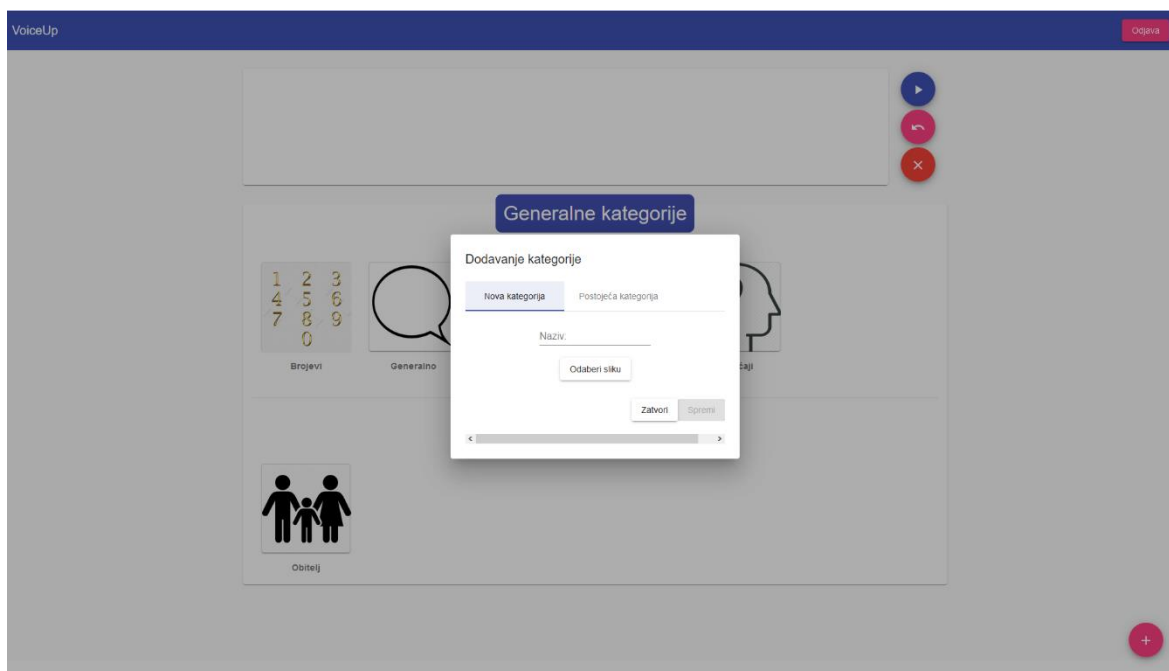 VoiceUp
Odjava
Generalne kategorije
Dodavanje kategorije
Nova kategorija
Postojeća kategorija
Naziv:
Odaberi sliku
Zatvori
Spremi
1 2 3
4 5 6
7 8 9
0
Brojevi
Generalno
Obitelj